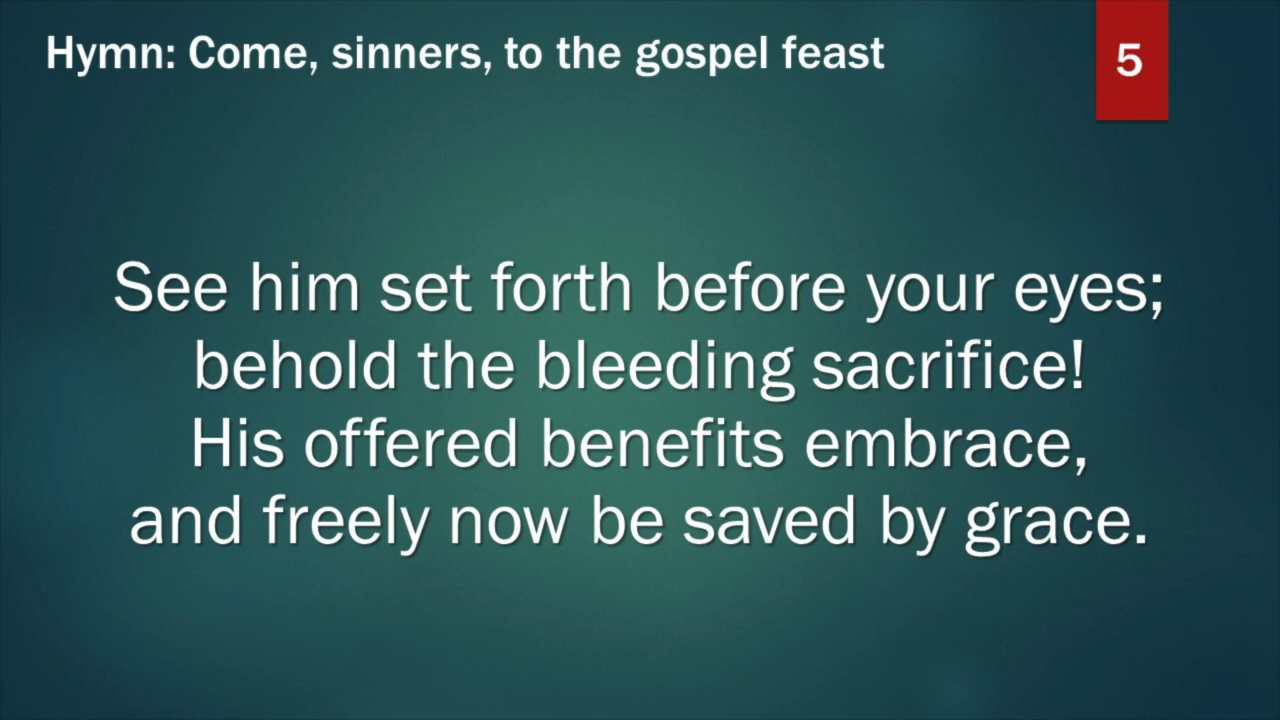 Hymn: Come, sinners, to the gospel feast
5
See him set forth before your eyes;
behold the bleeding sacrifice!
His offered benefits embrace,
and freely now be saved by grace.